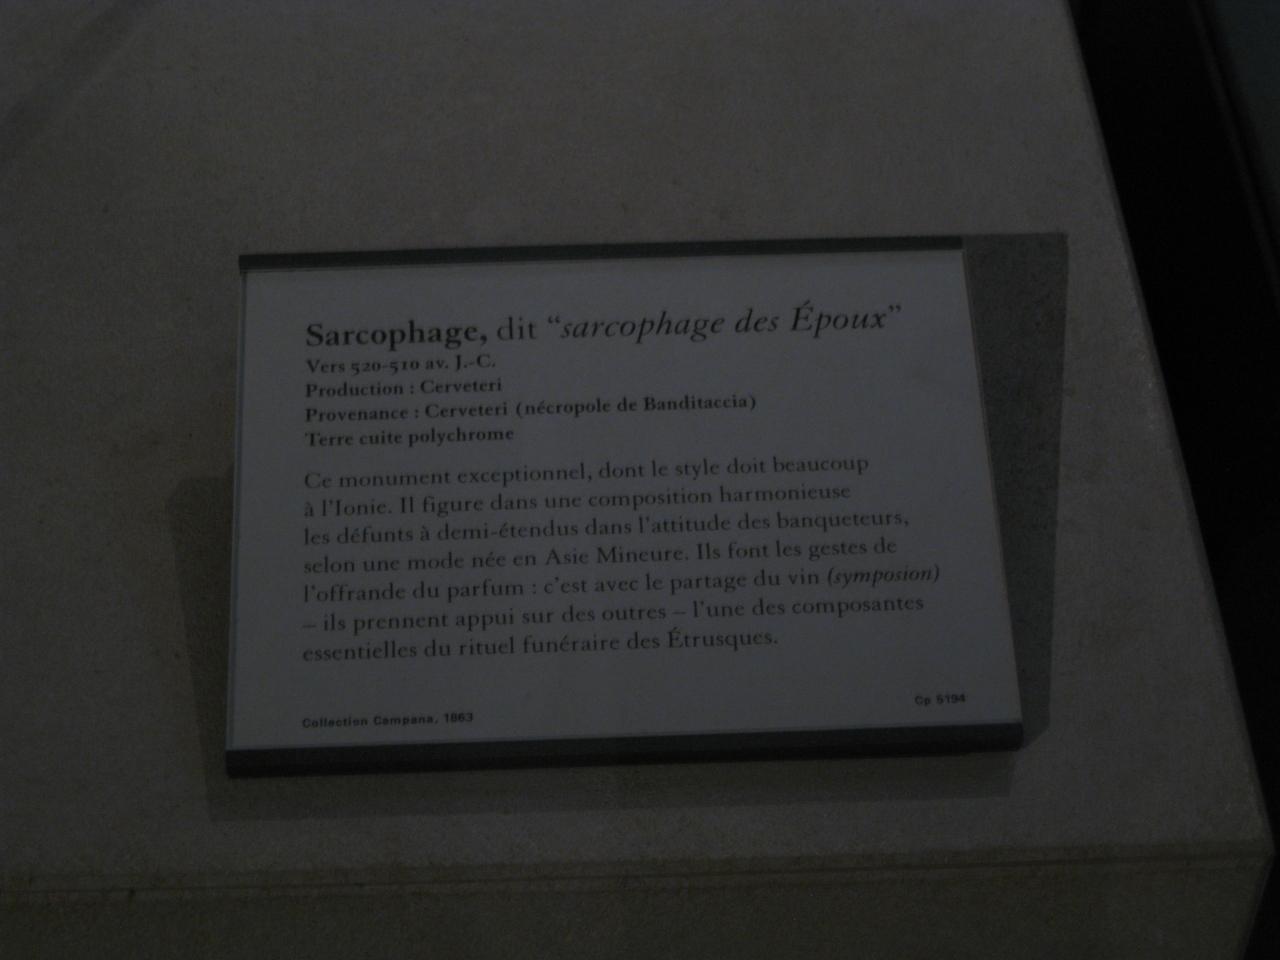 Sarcophage, dit “sarcophage des Époux”
Vers 520-510 av. J.-C.
Production : Cerveteri
Provenance : Cerveteri (nécropole de Banditaccia)
Terre cuite polychrome
Ce monument exceptionnel, dont le style doit beaucoup
à l'Ionie. Il figure dans une composition harmonieuse
les défunts à demi-étendus dans l'attitude des banqueteurs,
selon une mode née en Asie Mineure. Ils font les gestes de
l'offrande du parfum : c'est avec le partage du vin (symposion)
– ils prennent appui sur des outres – l'une des composantes
essentielles du rituel funéraire des Étrusques.
Collection Campana, 1863
Cp 5194